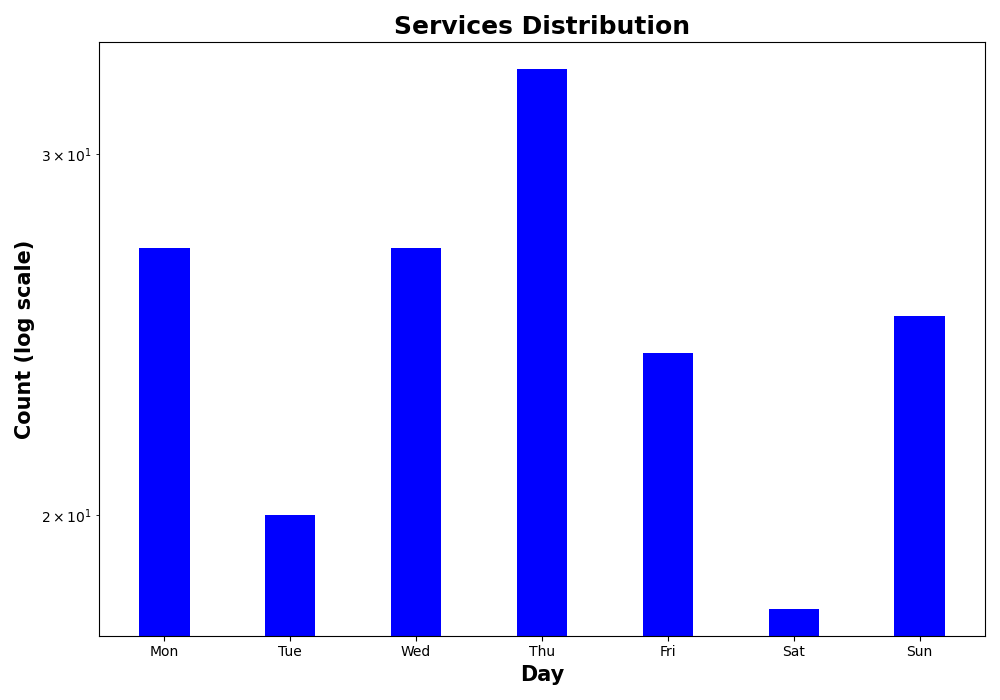 Services Distribution
Count (log scale)
3 × 10¹
2 × 10¹
Mon Tue Wed Thu Fri Sat Sun
Day